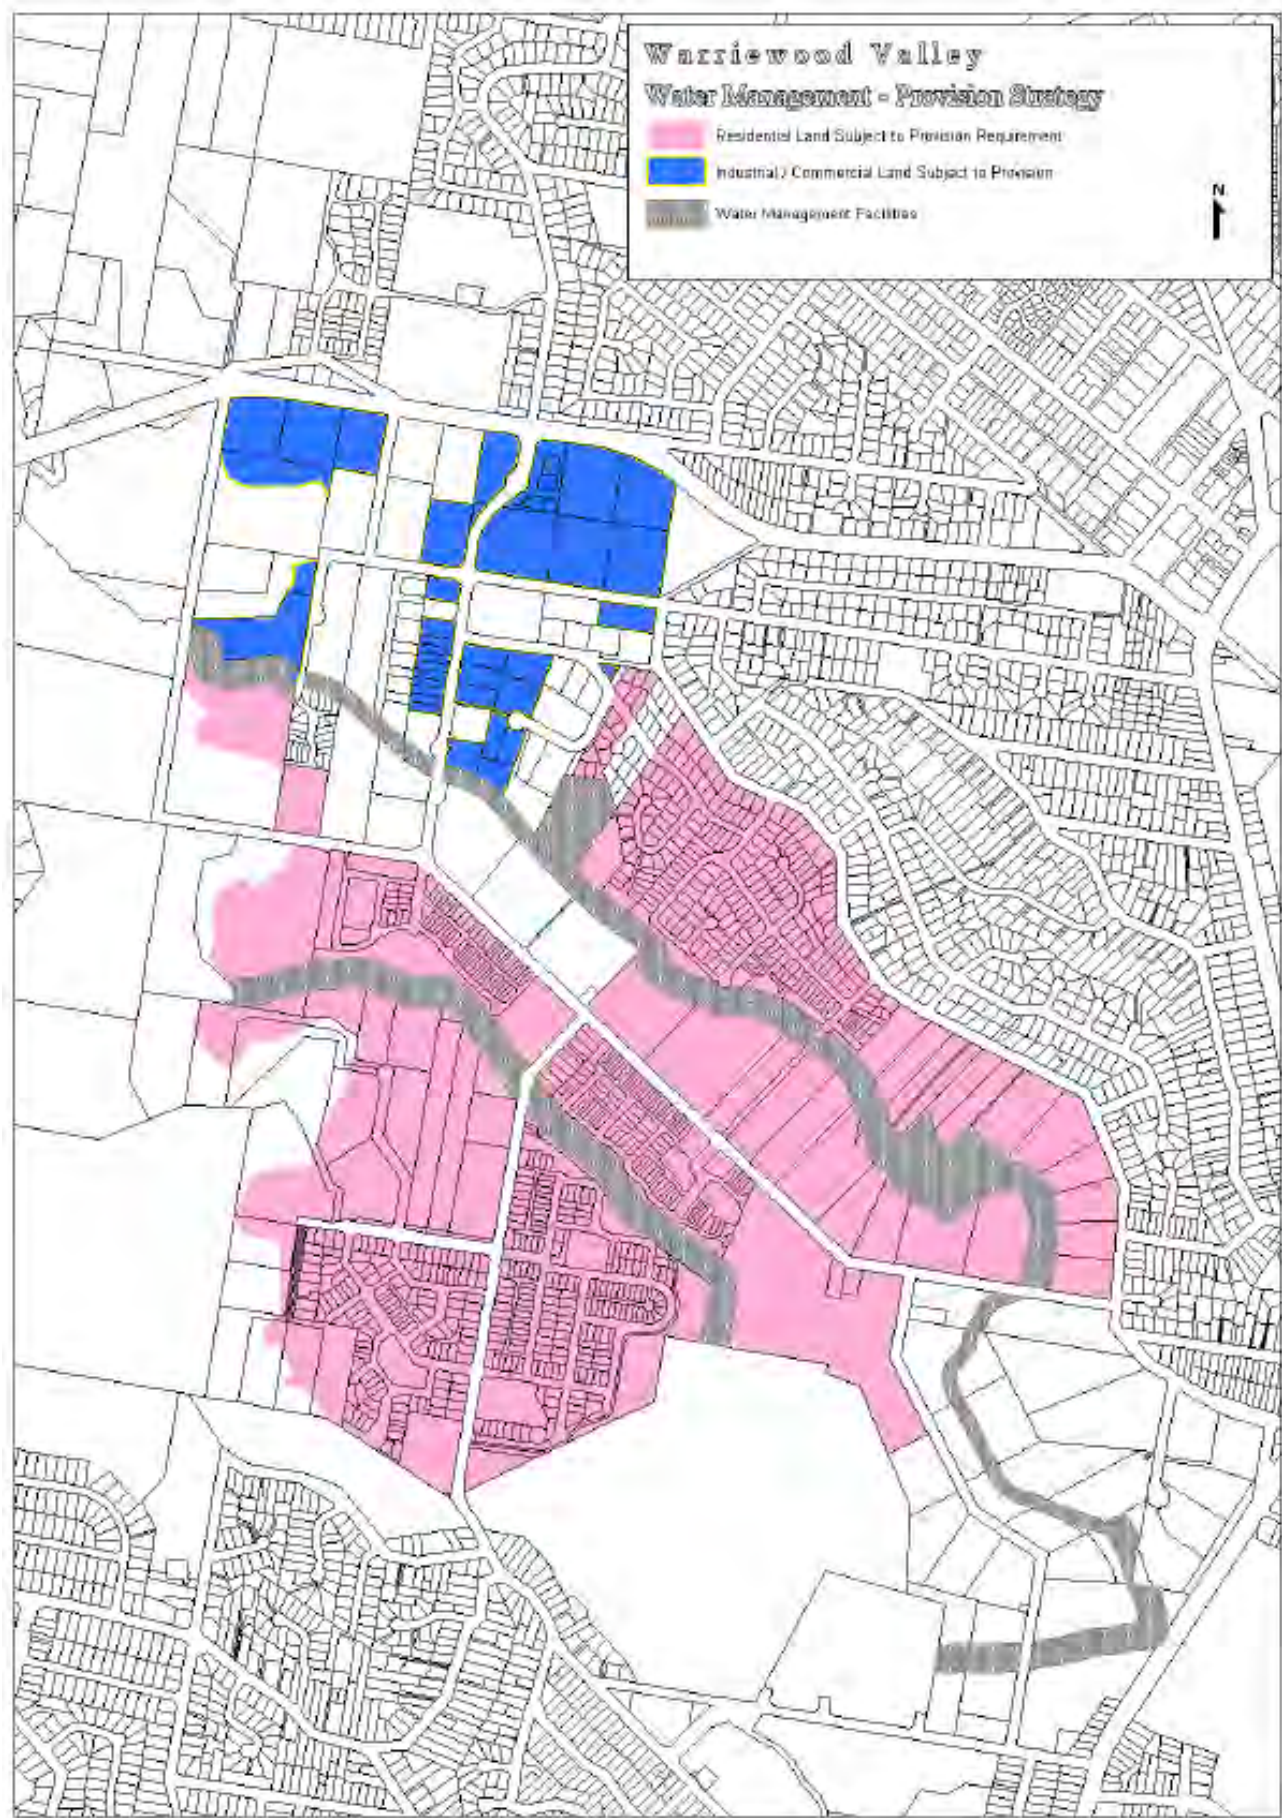 Warriewood Valley
Water Management - Provision Strategy
Residential Land Subject to Provision Requirement
Industrial / Commercial Land Subject to Provision
Water Management Facilities
N